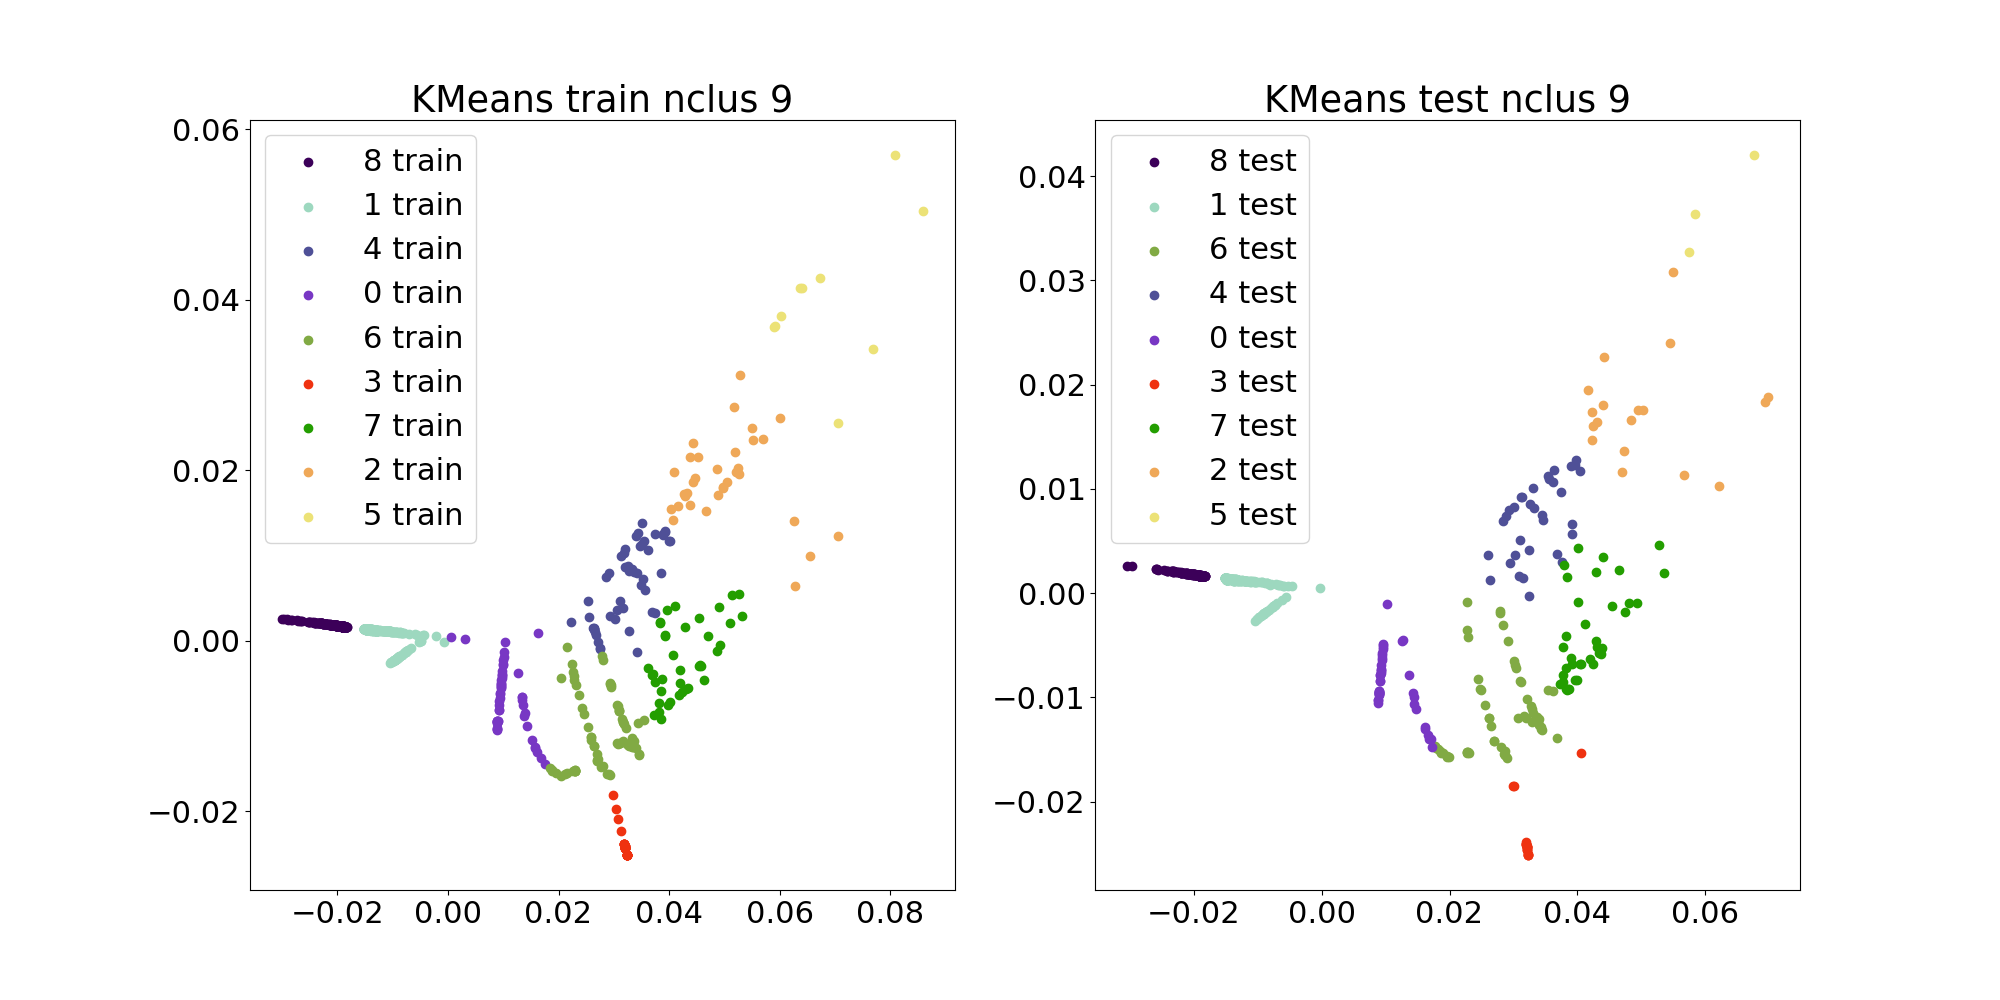 KMeans train nclus 9
0.06
0.04
0.02
0.00
−0.02
8 train
1 train
4 train
0 train
6 train
3 train
7 train
2 train
5 train
−0.02 0.00 0.02 0.04 0.06 0.08
KMeans test nclus 9
0.04
0.03
0.02
0.01
0.00
−0.01
−0.02
8 test
1 test
6 test
4 test
0 test
3 test
7 test
2 test
5 test
−0.02 0.00 0.02 0.04 0.06